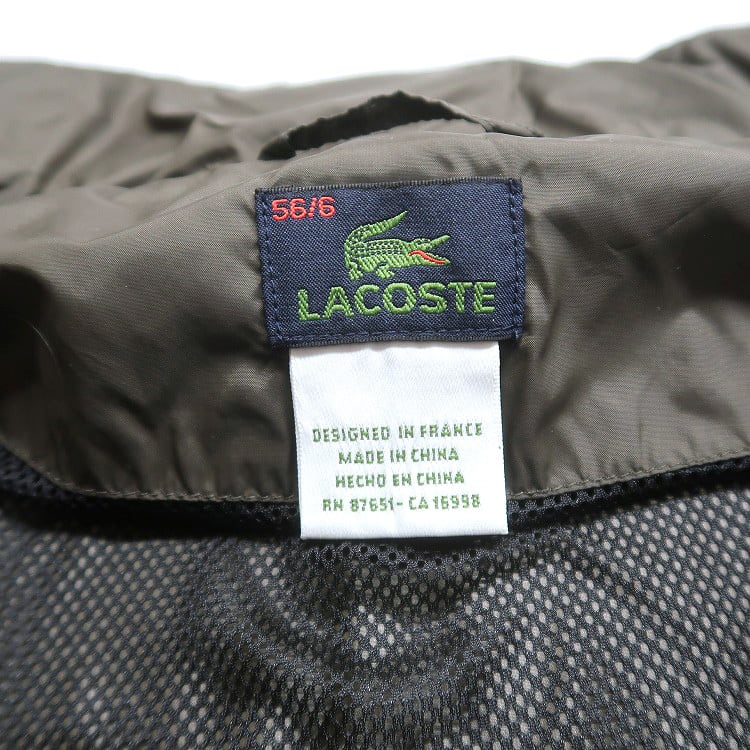 56/6
LACOSTE
DESIGNED IN FRANCE
MADE IN CHINA
HECHO EN CHINA
RN 87651- CA 16998